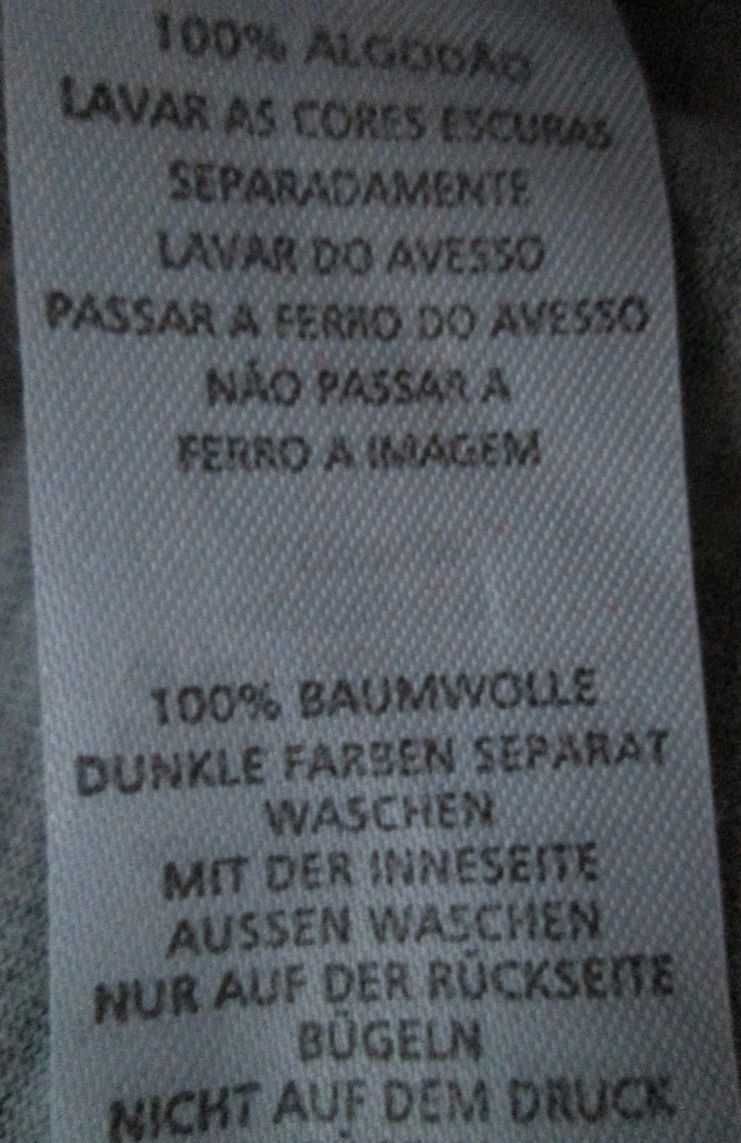 100% ALGODÃO
LAVAR AS CORES ESCURAS
SEPARADAMENTE
LAVAR DO AVESSO
PASSAR A FERRO DO AVESSO
NÃO PASSAR A
FERRO A IMAGEM
100% BAUMWOLLE
DUNKLE FARBEN SEPARAT
WASCHEN
MIT DER INNESEITE
AUSSEN WASCHEN
NUR AUF DER RÜCKSEITE
BÜGELN
NICHT AUF DEM DRUCK